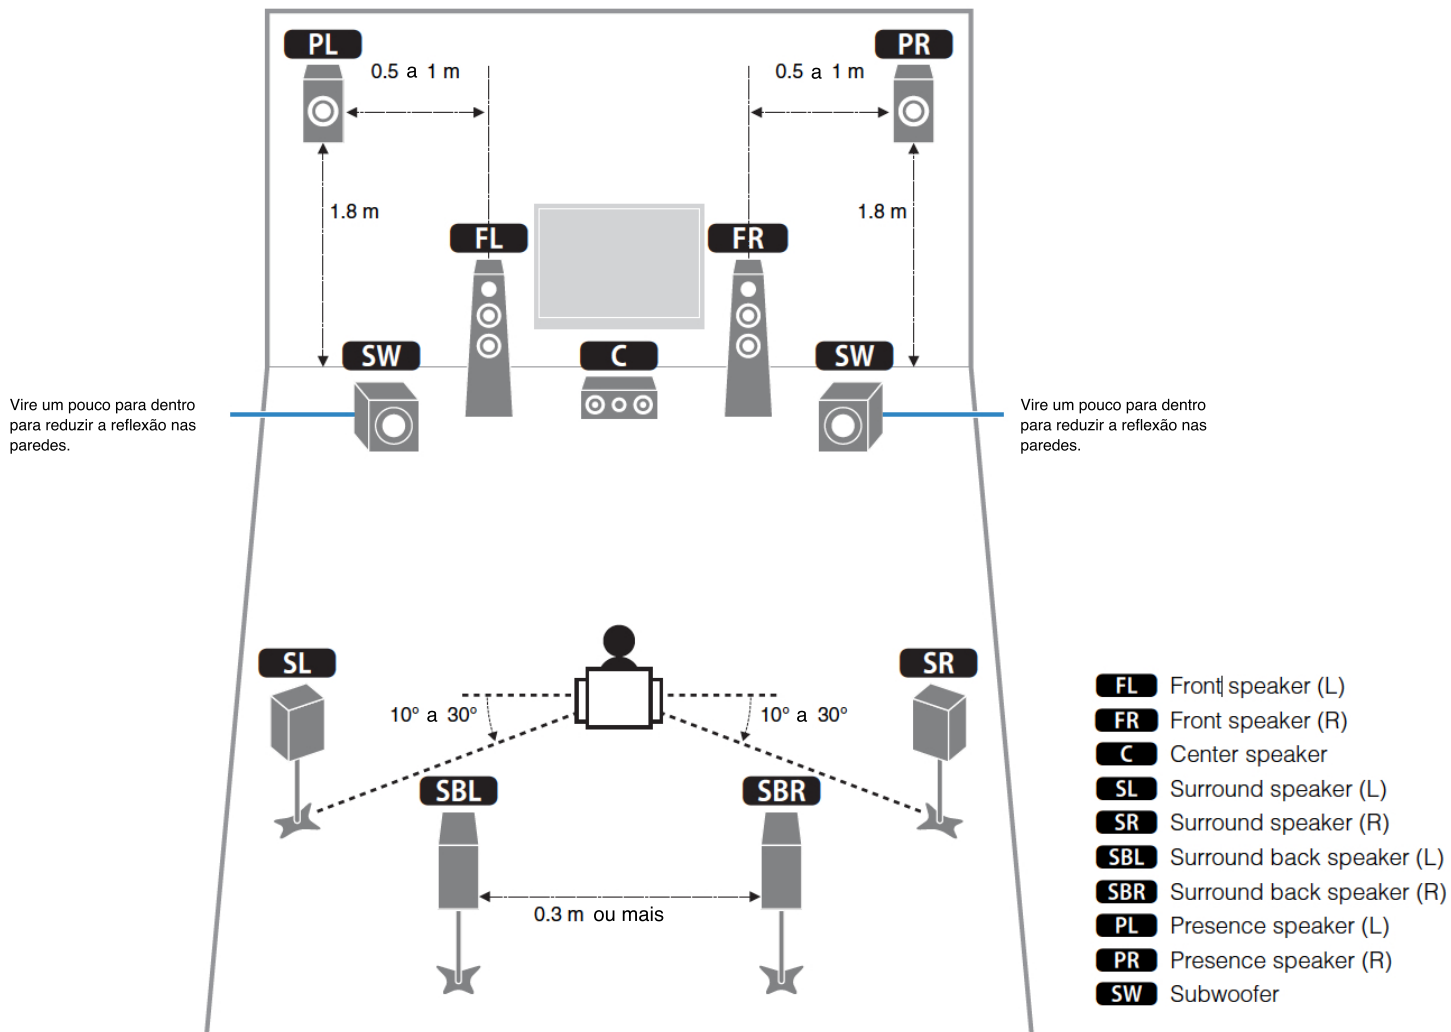 PL
PR
0.5 a 1 m
0.5 a 1 m
1.8 m
1.8 m
FL
FR
SW
C
SW
Vire um pouco para dentro
para reduzir a reflexão nas
paredes.
Vire um pouco para dentro
para reduzir a reflexão nas
paredes.
SL
SR
10° a 30°
10° a 30°
SBL
SBR
0.3 m ou mais
FL Front speaker (L)
FR Front speaker (R)
C Center speaker
SL Surround speaker (L)
SR Surround speaker (R)
SBL Surround back speaker (L)
SBR Surround back speaker (R)
PL Presence speaker (L)
PR Presence speaker (R)
SW Subwoofer